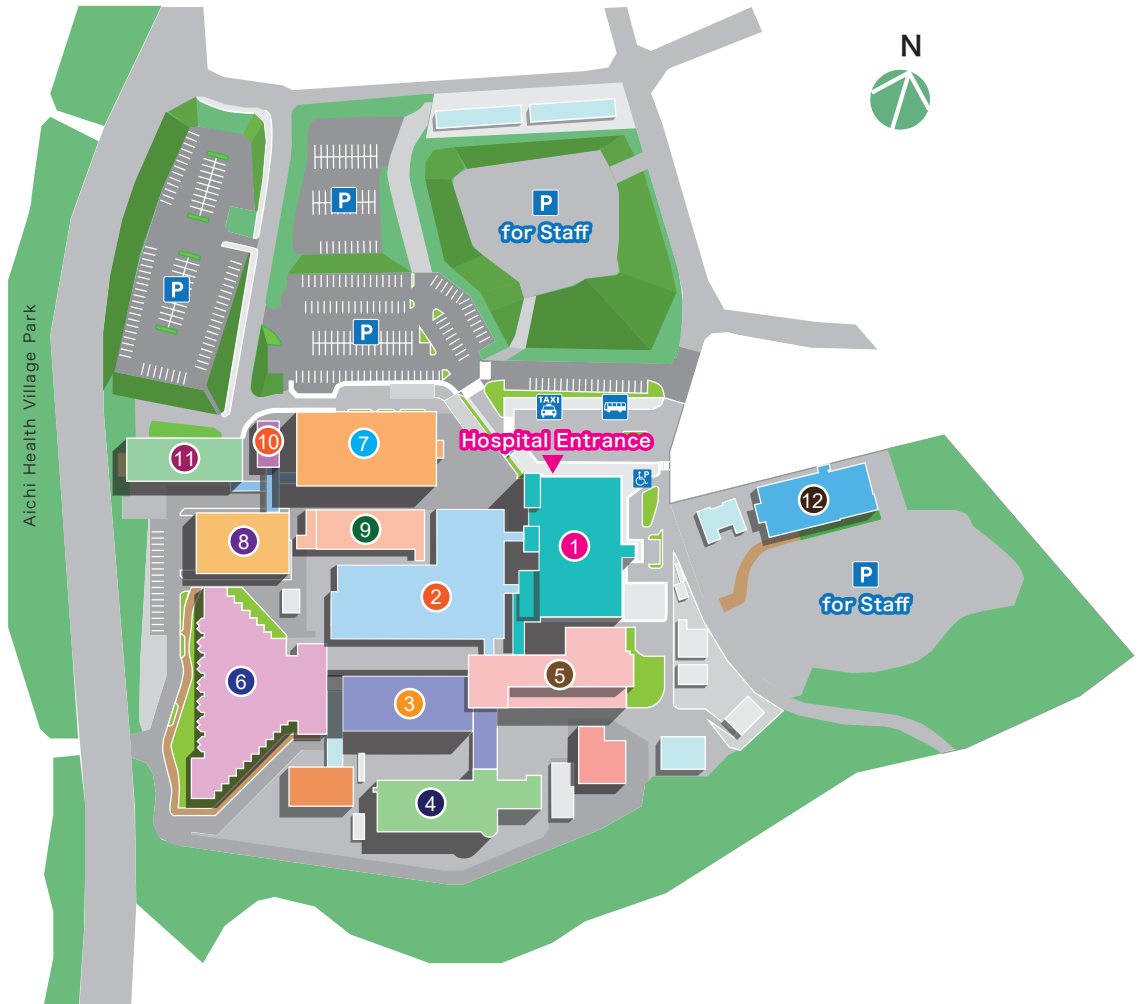 N
P
P
for Staff
P
P
TAXI
Hospital Entrance
P
Aichi Health Village Park
10
7
11
12
9
8
1
P
for Staff
2
5
6
3
4